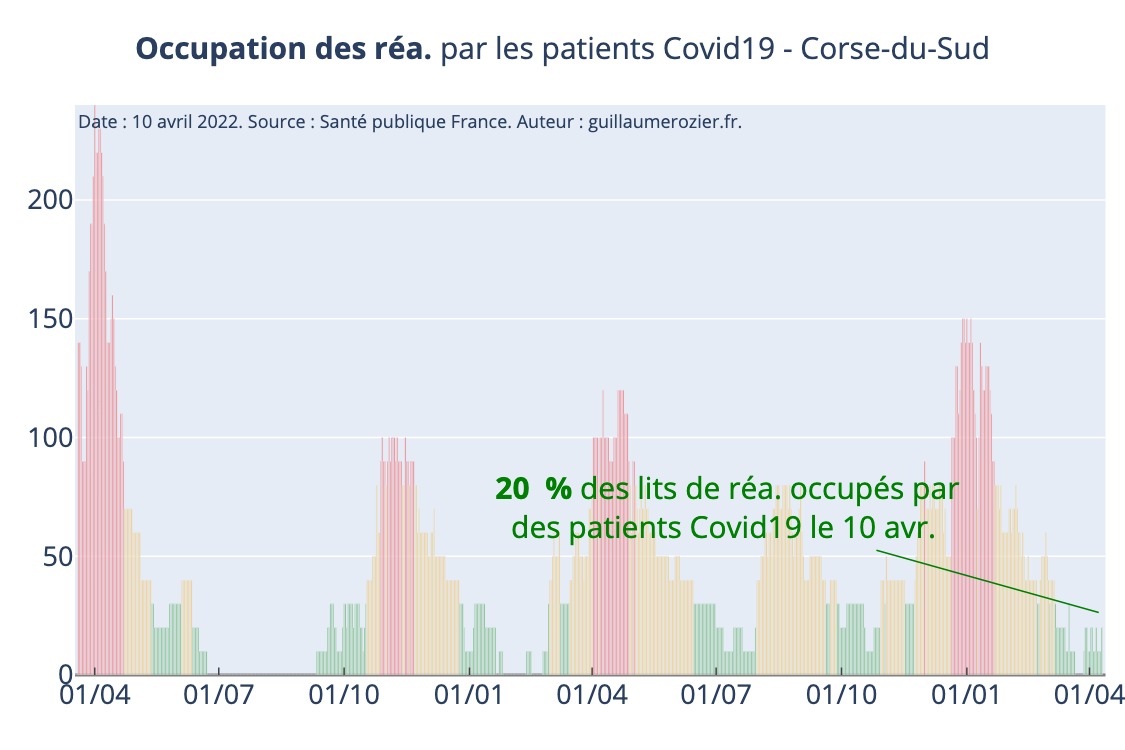 Occupation des réa. par les patients Covid19 - Corse-du-Sud
Date : 10 avril 2022. Source : Santé publique France. Auteur : guillaumerozier.fr.
200
150
100
20 % des lits de réa. occupés par
des patients Covid19 le 10 avr.
50
0
01/04 01/07 01/10 01/01 01/04 01/07 01/10 01/01 01/04